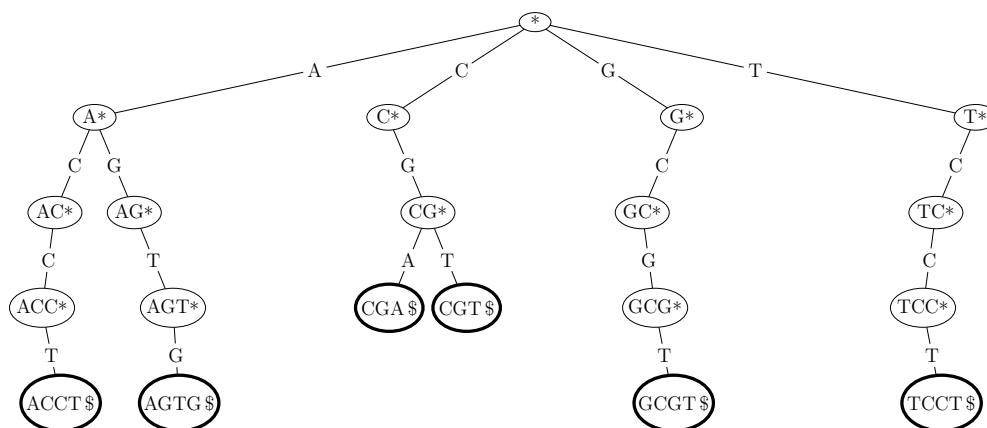 *
A C G T
A* C* G* T*
C G G C C
AC* AG* CG* GC* TC*
C T A T G C
ACC* AGT* CGA $ CGT $ GCG* TCC*
T G T T
ACCT $ AGTG $ GCGT $ TCCT $